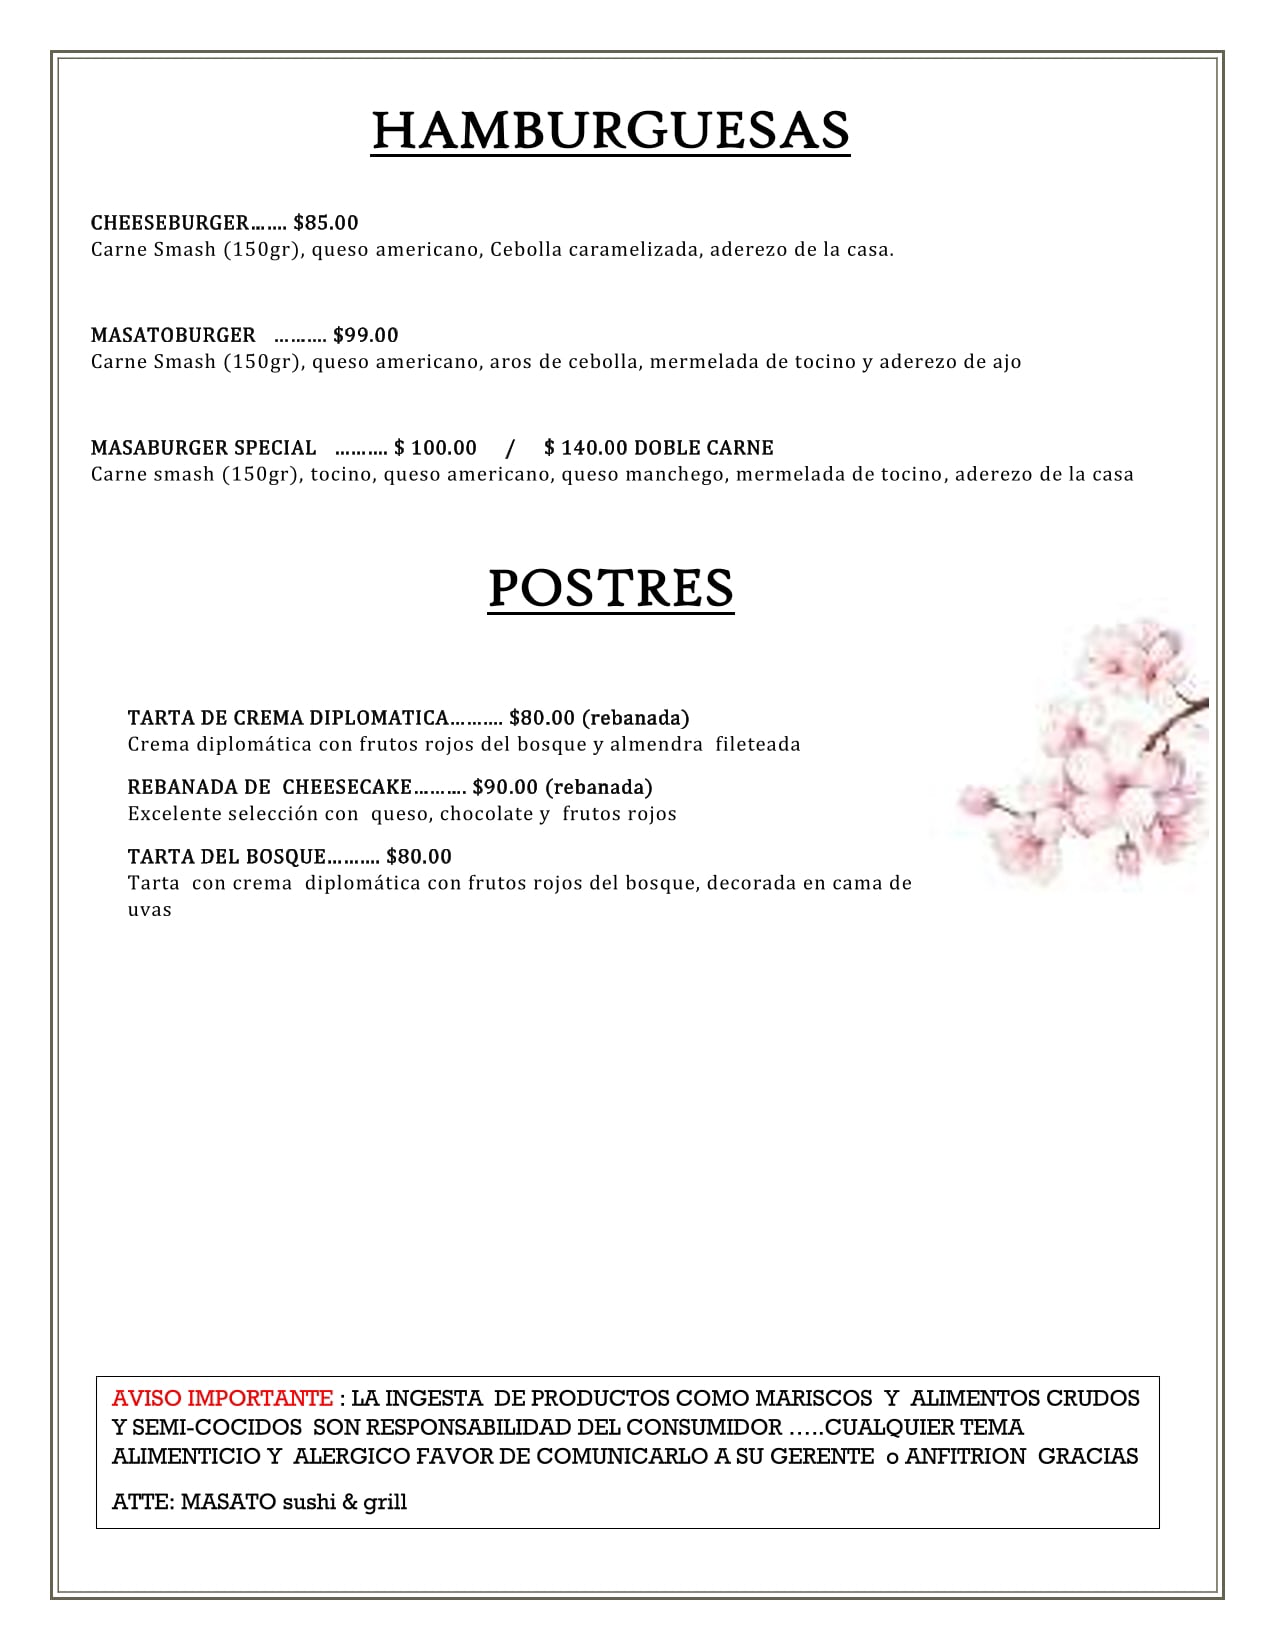 HAMBURGUESAS
CHEESEBURGER....... $85.00
Carne Smash (150gr), queso americano, Cebolla caramelizada, aderezo de la casa.
MASATOBURGER .......... $99.00
Carne Smash (150gr), queso americano, aros de cebolla, mermelada de tocino y aderezo de ajo
MASABURGER SPECIAL .......... $ 100.00 / $ 140.00 DOBLE CARNE
Carne smash (150gr), tocino, queso americano, queso manchego, mermelada de tocino, aderezo de la casa
POSTRES
TARTA DE CREMA DIPLOMATICA.......... $80.00 (rebanada)
Crema diplomática con frutos rojos del bosque y almendra fileteada
REBANADA DE CHEESECAKE.......... $90.00 (rebanada)
Excelente selección con queso, chocolate y frutos rojos
TARTA DEL BOSQUE.......... $80.00
Tarta con crema diplomática con frutos rojos del bosque, decorada en cama de
uvas
AVISO IMPORTANTE : LA INGESTA DE PRODUCTOS COMO MARISCOS Y ALIMENTOS CRUDOS
Y SEMI-COCIDOS SON RESPONSABILIDAD DEL CONSUMIDOR .....CUALQUIER TEMA
ALIMENTICIO Y ALERGICO FAVOR DE COMUNICARLO A SU GERENTE o ANFITRION GRACIAS
ATTE: MASATO sushi & grill